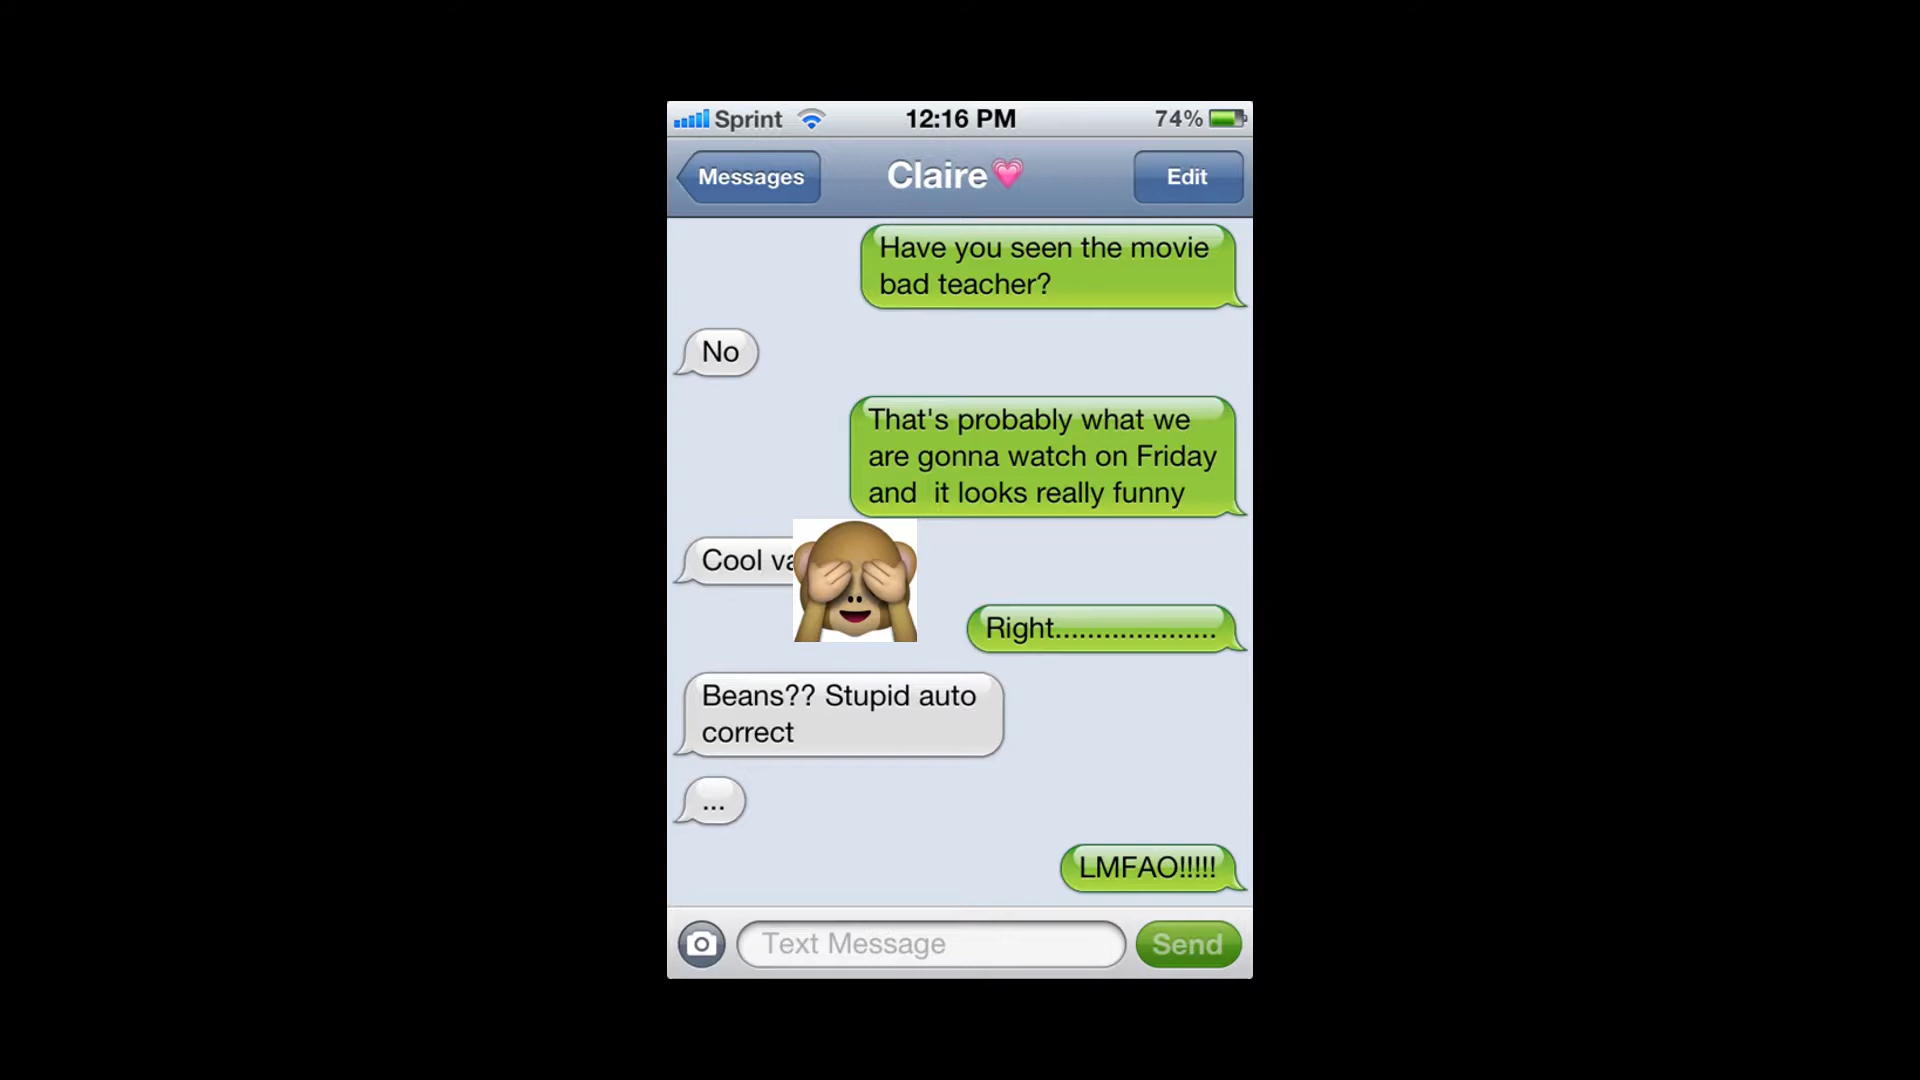 Sprint 12:16 PM 74%
Messages Claire Edit
Have you seen the movie
bad teacher?
No
That's probably what we
are gonna watch on Friday
and  it looks really funny
Cool
Right....................
Beans?? Stupid auto
correct
...
LMFAO!!!!!
Text Message Send